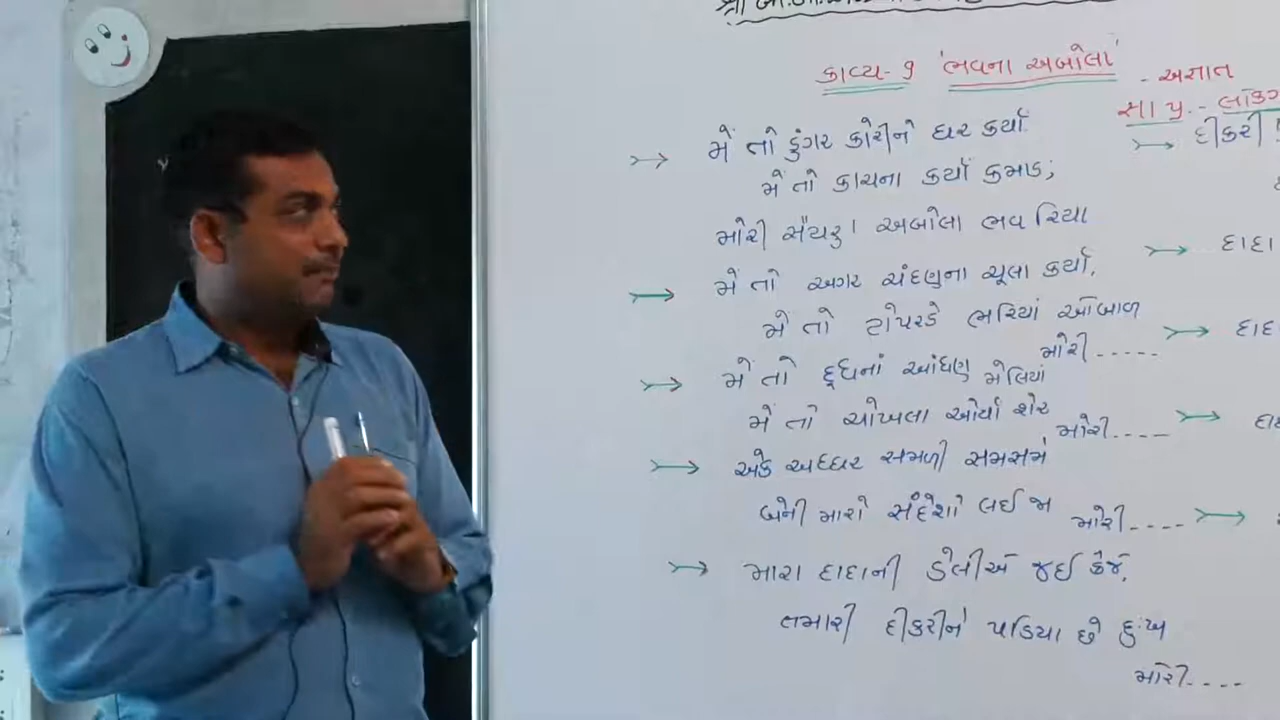 કાવ્ય-૧ 'ભવના અબોલા'
- અજ્ઞાત
સા પ્ર. - લોકગ
મેં તો ડુંગર કોરીને ઘર કર્યાં
મેં તો કાચના કર્યાં કમાડ;
મોરી સૈયરુ। અબોલા ભવ રિયા
મેં તો અગર ચંદણના ચૂલા કર્યા,
મેં તો ટોપરડે ભરિયાં ઓબાળ
મોરી.....
મેં તો દૂધનાં આંધણ મેલિયાં
મેં તો ચોખલા ઓર્યા શેર
મોરી....
એક અધ્ધર સમળી સમસમે
બેની મારો સંદેશો લઈ જા
મોરી....
મારા દાદાની ડેલીએ જઈ કે'જે,
તમારી દીકરીને પડિયા છે દુઃખ
મોરી....
દીકરી
દાદા